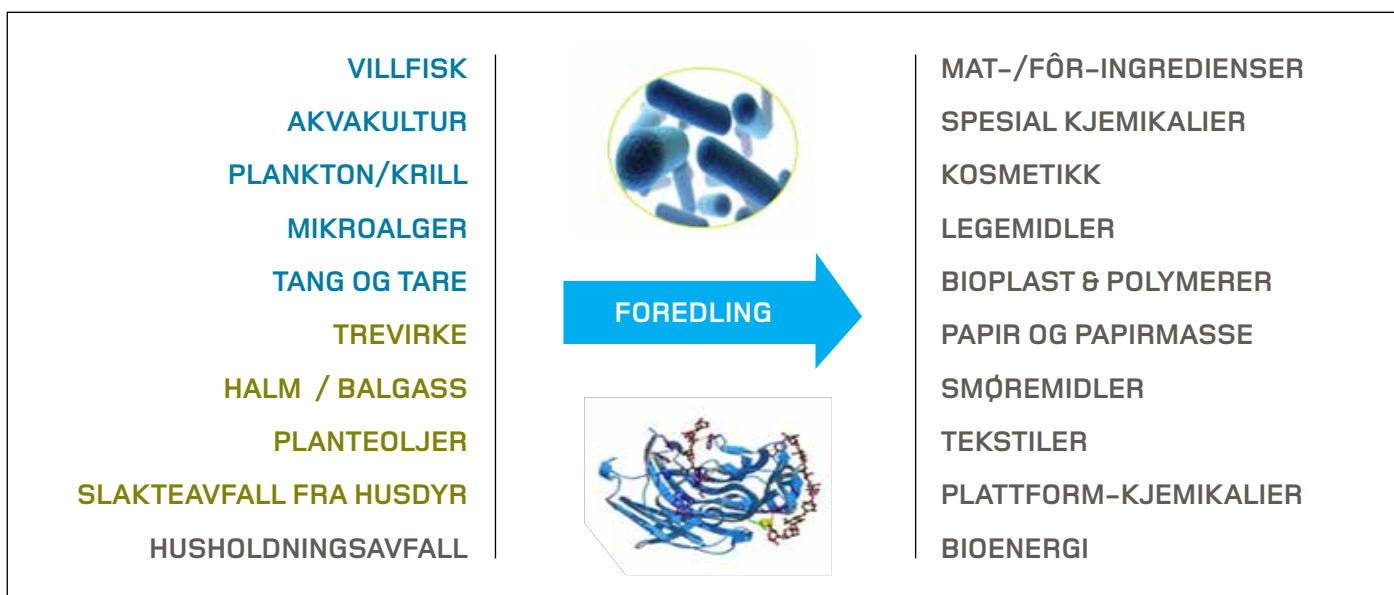 VILLFISK
AKVAKULTUR
PLANKTON/KRILL
MIKROALGER
TANG OG TARE
TREVIRKE
HALM / BALGASS
PLANTEOLJER
SLAKTEAVFALL FRA HUSDYR
HUSHOLDNINGSAVFALL
FOREDLING
MAT-/FÔR-INGREDIENSER
SPESIAL KJEMIKALIER
KOSMETIKK
LEGEMIDLER
BIOPLAST & POLYMERER
PAPIR OG PAPIRMASSE
SMØREMIDLER
TEKSTILER
PLATTFORM-KJEMIKALIER
BIOENERGI